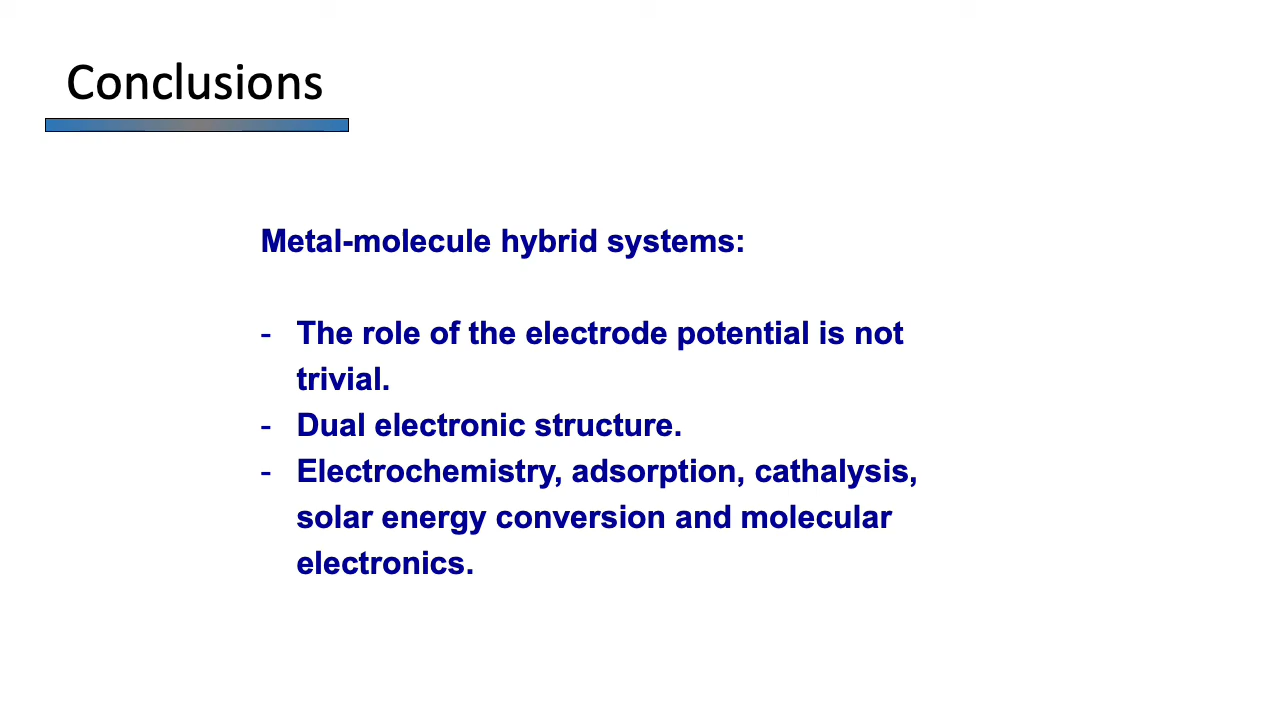 Conclusions
Metal-molecule hybrid systems:
- The role of the electrode potential is not
trivial.
- Dual electronic structure.
- Electrochemistry, adsorption, cathalysis,
solar energy conversion and molecular
electronics.